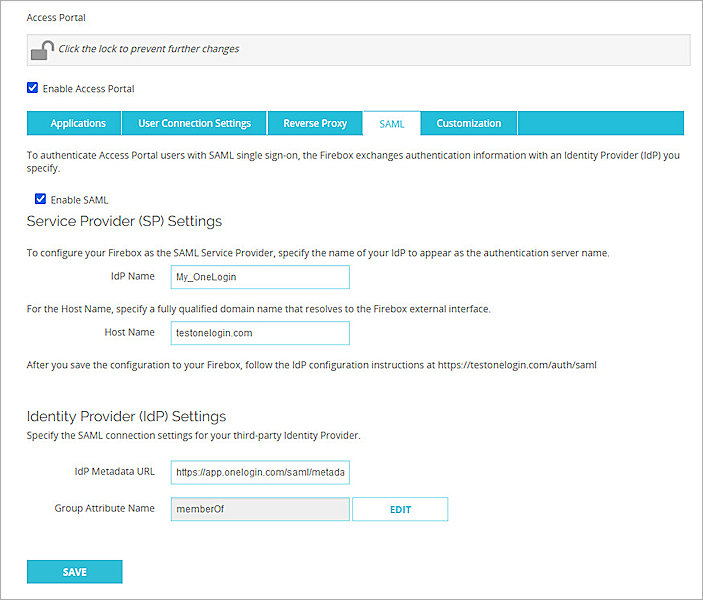 Access Portal
Click the lock to prevent further changes
Enable Access Portal
Applications User Connection Settings Reverse Proxy SAML Customization
To authenticate Access Portal users with SAML single sign-on, the Firebox exchanges authentication information with an Identity Provider (IdP) you
specify.
Enable SAML
Service Provider (SP) Settings
To configure your Firebox as the SAML Service Provider, specify the name of your IdP to appear as the authentication server name.
IdP Name My_OneLogin
For the Host Name, specify a fully qualified domain name that resolves to the Firebox external interface.
Host Name testonelogin.com
After you save the configuration to your Firebox, follow the IdP configuration instructions at https://testonelogin.com/auth/saml
Identity Provider (IdP) Settings
Specify the SAML connection settings for your third-party Identity Provider.
IdP Metadata URL https://app.onelogin.com/saml/metada
Group Attribute Name memberOf EDIT
SAVE